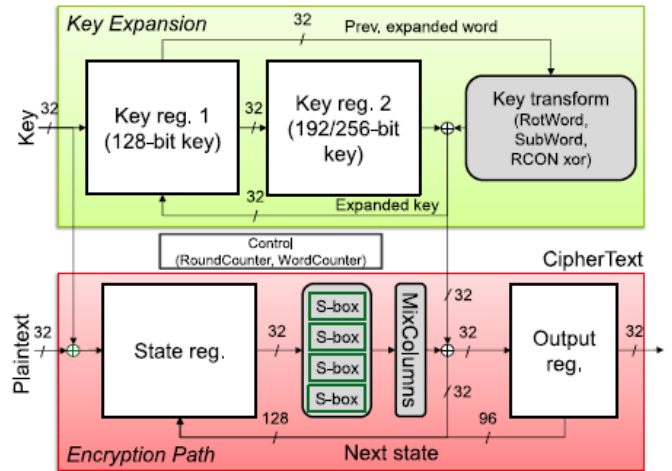 Key Expansion
32
Prev, expanded word
Key
32
Key reg. 1
(128-bit key)
32
Key reg. 2
(192/256-bit
key)
Key transform
(RotWord,
SubWord,
RCON xor)
32
Expanded key
Control
(RoundCounter, WordCounter)
CipherText
Plaintext
32
State reg.
32
S-box
S-box
S-box
S-box
MixColumns
32
32
32
Output
reg.
32
128
96
Encryption Path
Next state